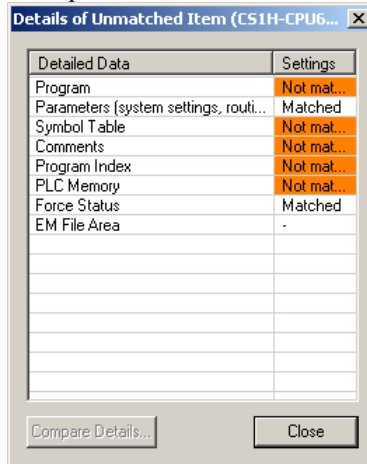 Details of Unmatched Item (CS1H-CPU6...
Detailed Data Settings
Program Not mat...
Parameters (system settings, routi... Matched
Symbol Table Not mat...
Comments Not mat...
Program Index Not mat...
PLC Memory Not mat...
Force Status Matched
EM File Area -
Compare Details... Close